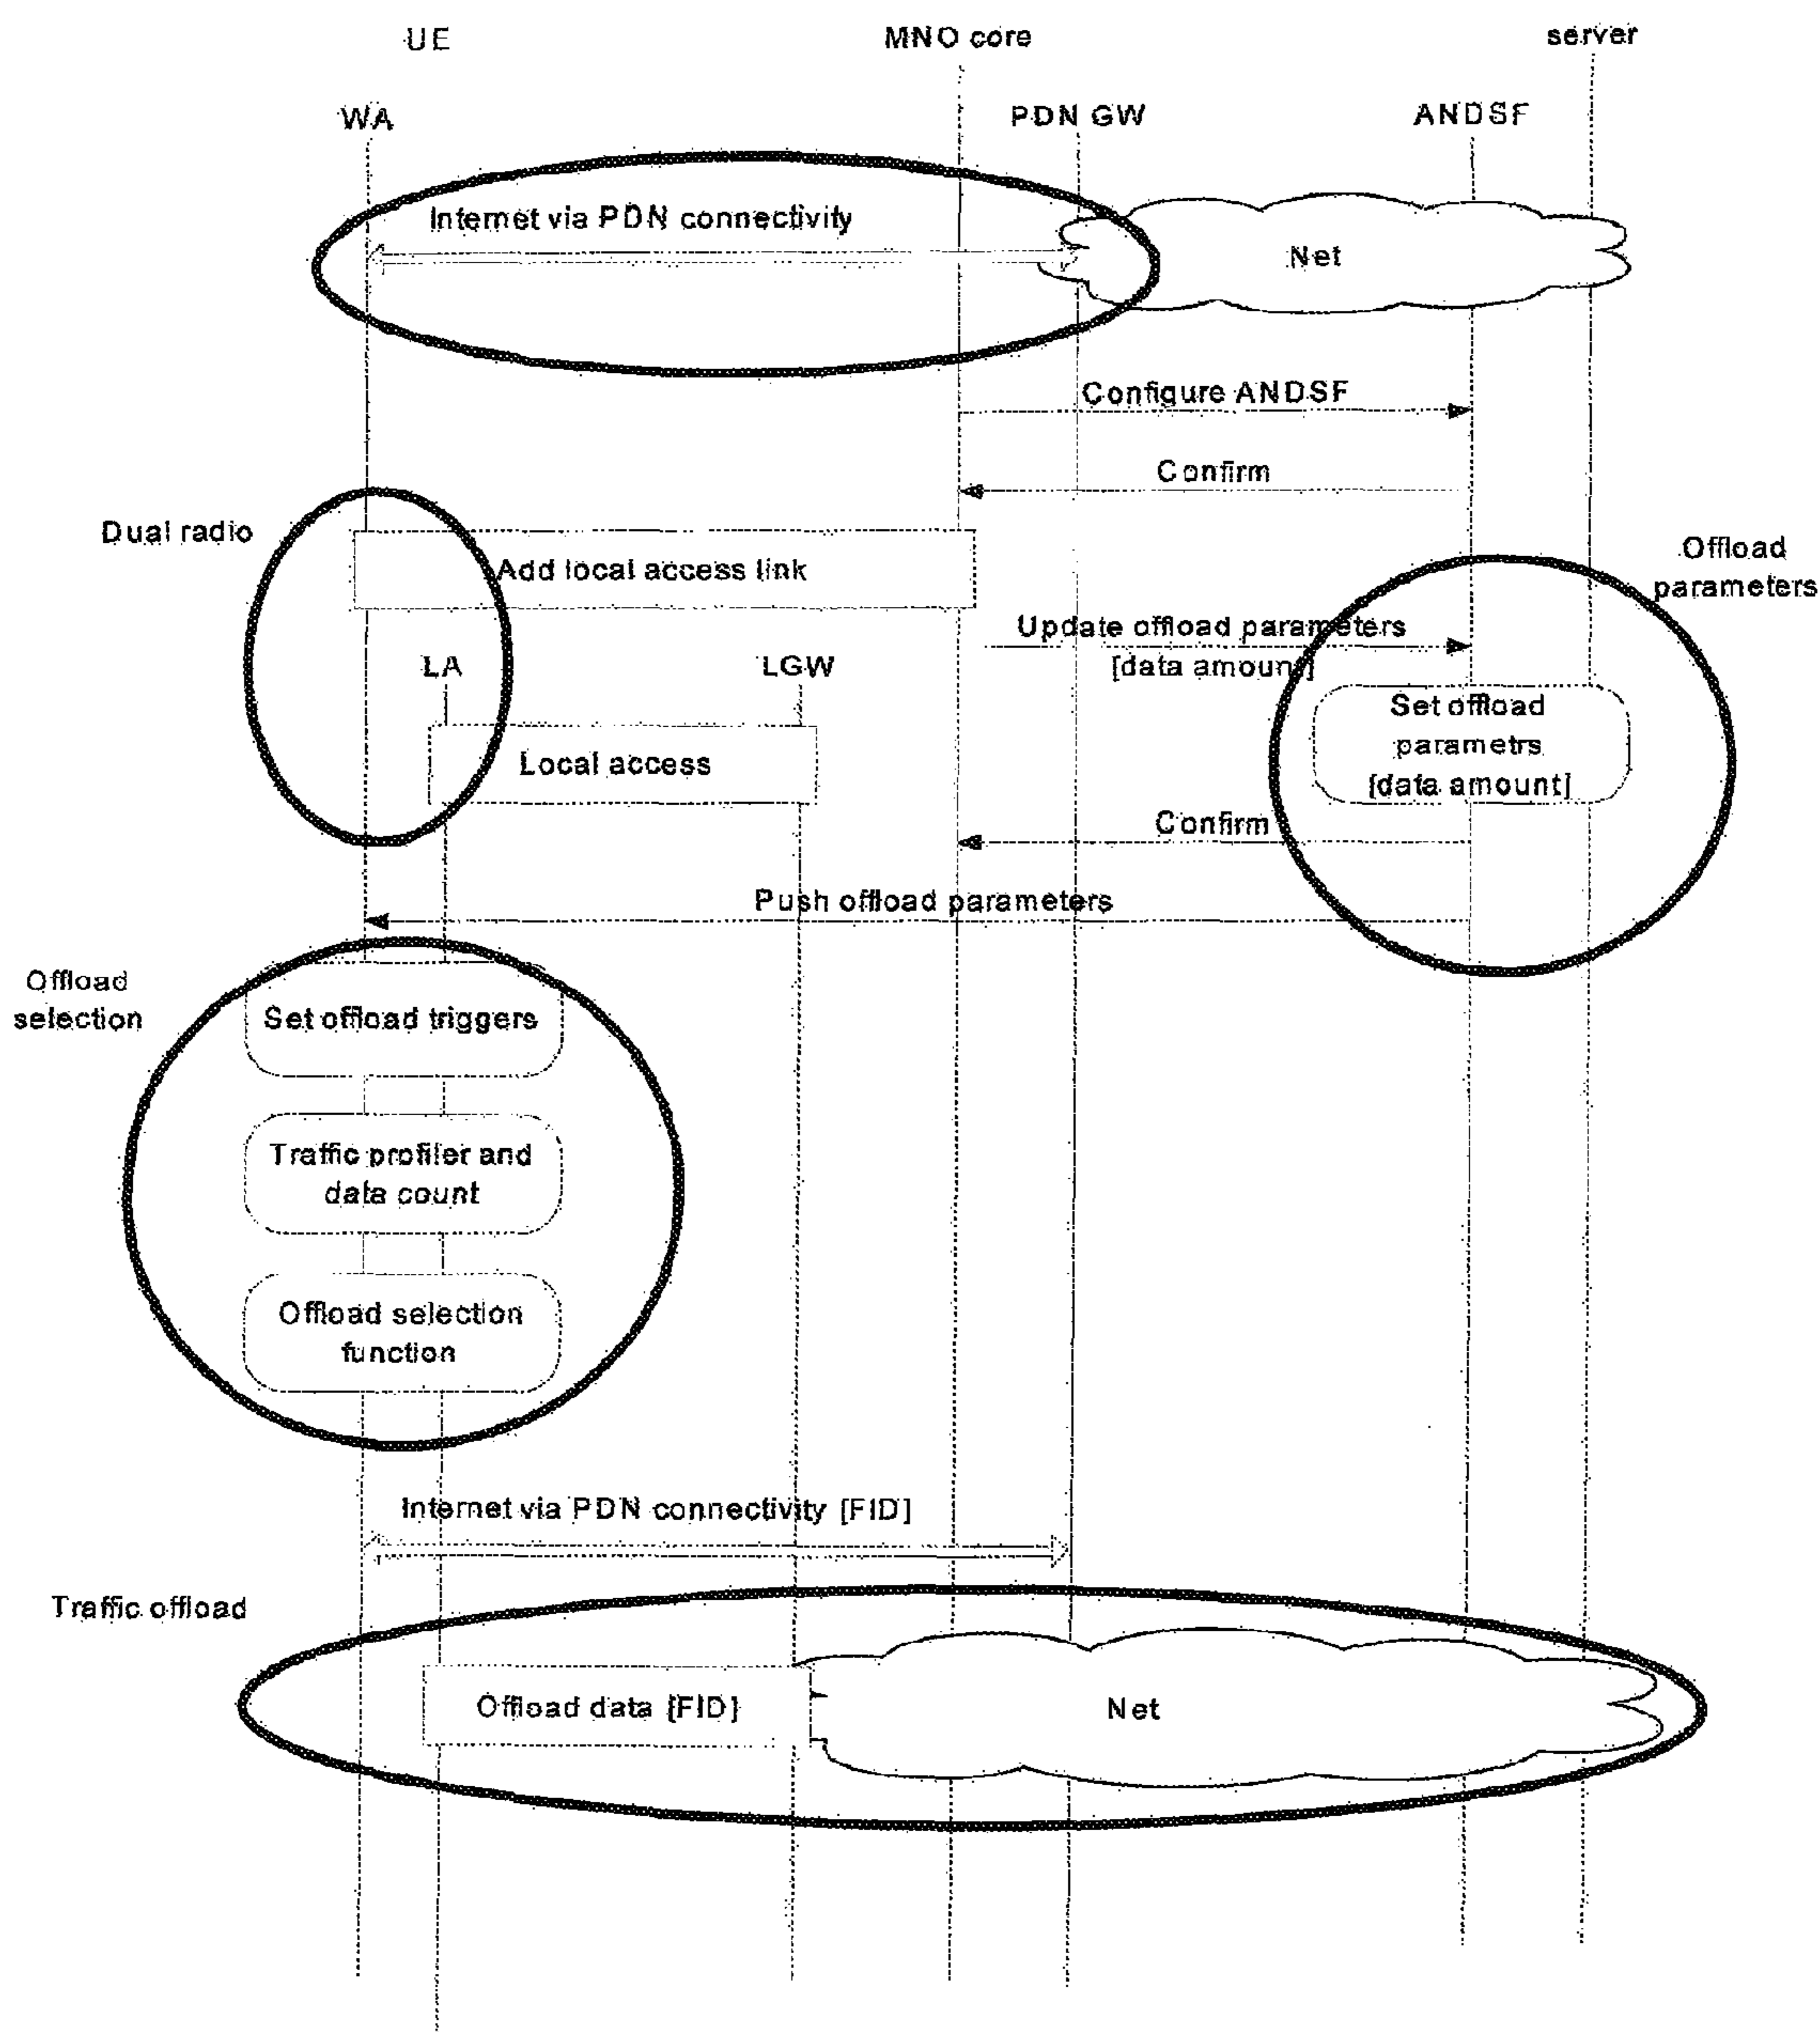 UE
MNO core
server
WA
PDN GW
ANDSF
Internet via PDN connectivity
Net
Configure ANDSF
Confirm
Dual radio
Add local access link
Offload
parameters
Update offload parameters
[data amount]
LA
LGW
Set offload
parametrs
[data amount]
Local access
Confirm
Push offload parameters
Offload
selection
Set offload triggers
Traffic profiler and
data count
Offload selection
function
Internet via PDN connectivity [FID]
Traffic offload
Offload data [FID]
Net